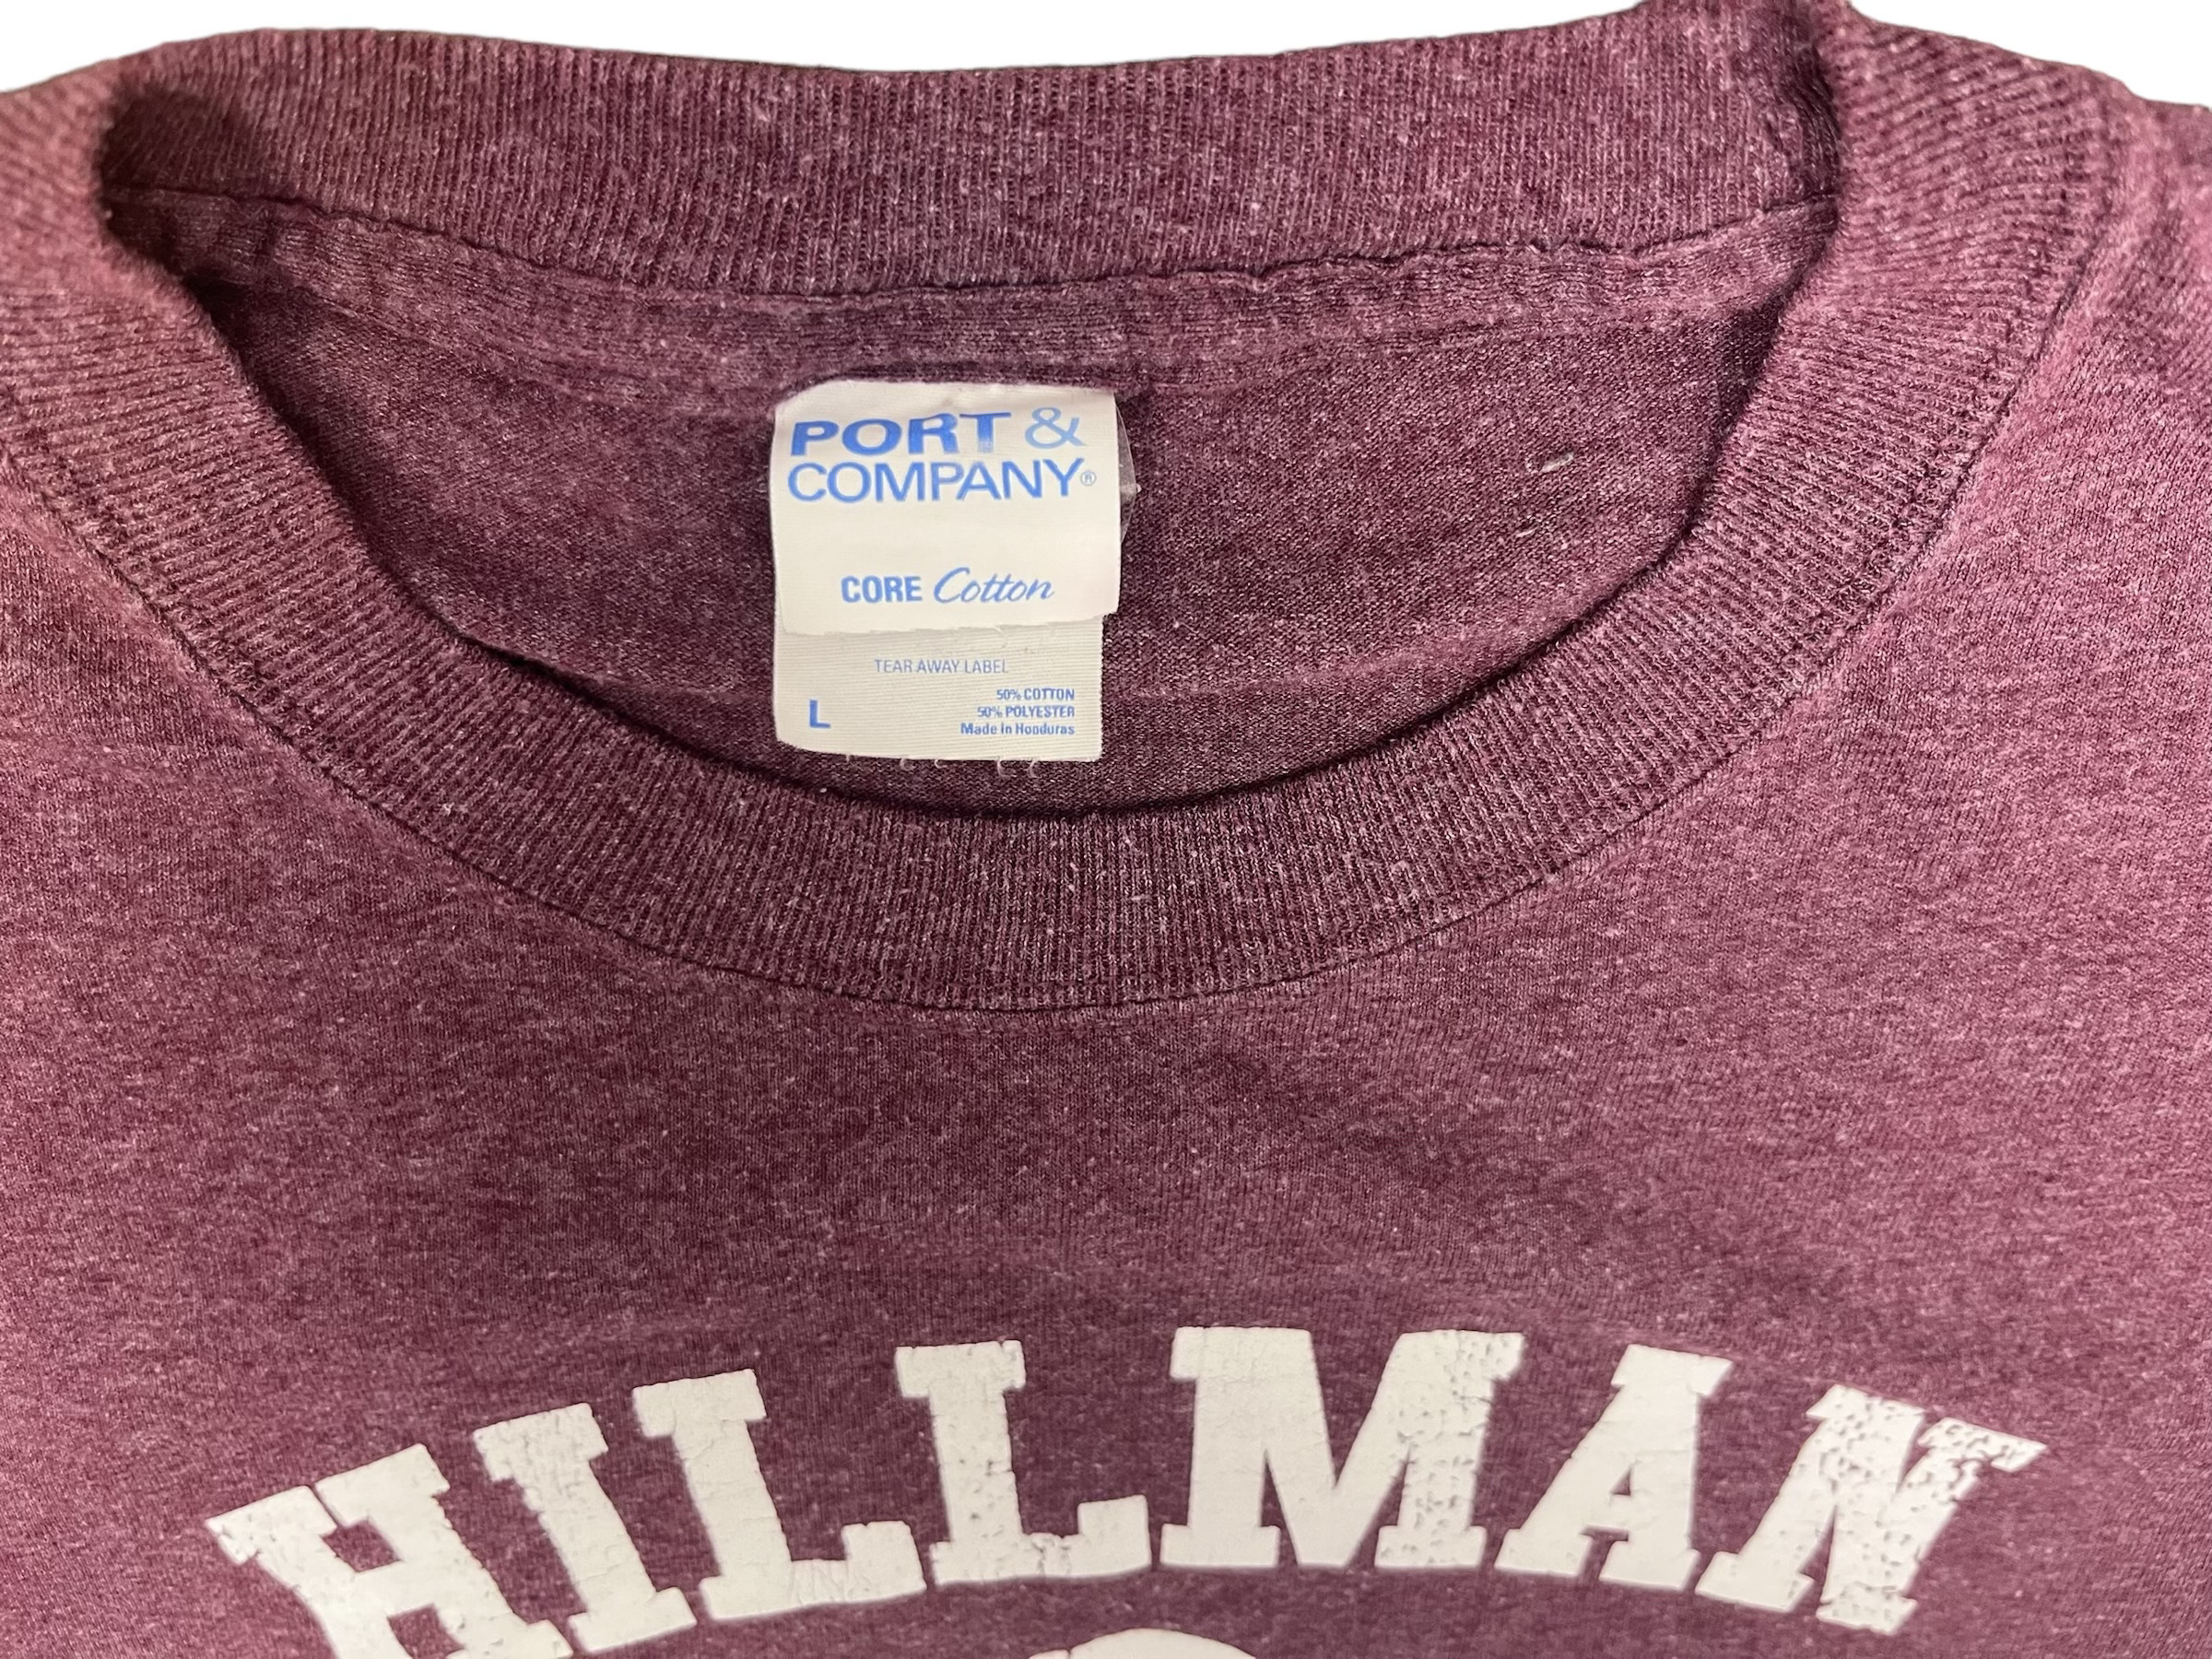 PORT &
COMPANY®
CORE Cotton
TEAR AWAY LABEL
50% COTTON
50% POLYESTER
L Made in Honduras
HILLMAN